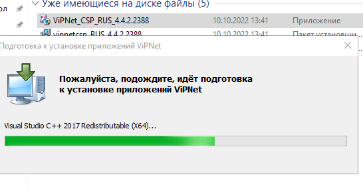 Уже имеющиеся на диске файлы (5)
ViPNet_CSP_RUS_4.4.2.2388 10.10.2022 13:41 Приложение
vipnetcsp_RUS_4.4.2.2388 10.10.2022 13:41 Пакет установщи
Подготовка к установке приложений ViPNet
Пожалуйста, подождите, идёт подготовка
к установке приложений ViPNet
Visual Studio C++ 2017 Redistributable (X64)...